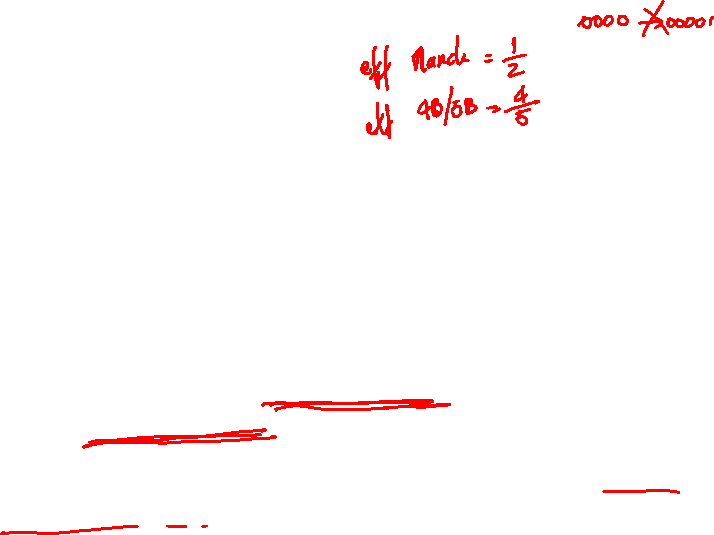 0000 → 00001
eff Manch = 1/2
eff 4B/5B = 4/5